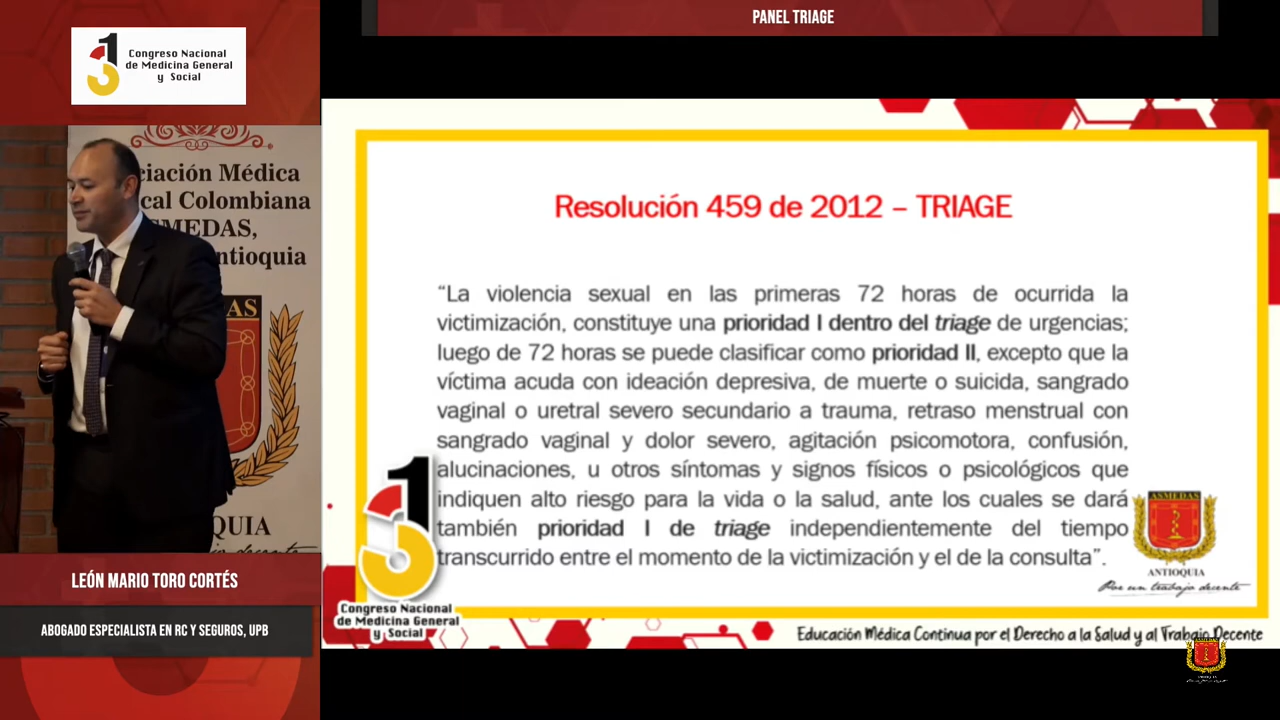 PANEL TRIAGE
31
Congreso Nacional
de Medicina General
y Social
ciación Médica
cal Colombiana
MEDAS,
ntioquia
QUIA
LEÓN MARIO TORO CORTÉS
ABOGADO ESPECIALISTA EN RC Y SEGUROS, UPB
Resolución 459 de 2012 – TRIAGE
“La violencia sexual en las primeras 72 horas de ocurrida la
victimización, constituye una prioridad I dentro del triage de urgencias;
luego de 72 horas se puede clasificar como prioridad II, excepto que la
víctima acuda con ideación depresiva, de muerte o suicida, sangrado
vaginal o uretral severo secundario a trauma, retraso menstrual con
sangrado vaginal y dolor severo, agitación psicomotora, confusión,
alucinaciones, u otros síntomas y signos físicos o psicológicos que
indiquen alto riesgo para la vida o la salud, ante los cuales se dará
también prioridad I de triage independientemente del tiempo
transcurrido entre el momento de la victimización y el de la consulta”.
31
Congreso Nacional
de Medicina General
y Social
ASMEDAS
ANTIOQUIA
Por un trabajo decente
Educación Médica Continua por el Derecho a la Salud y al Trabajo Decente